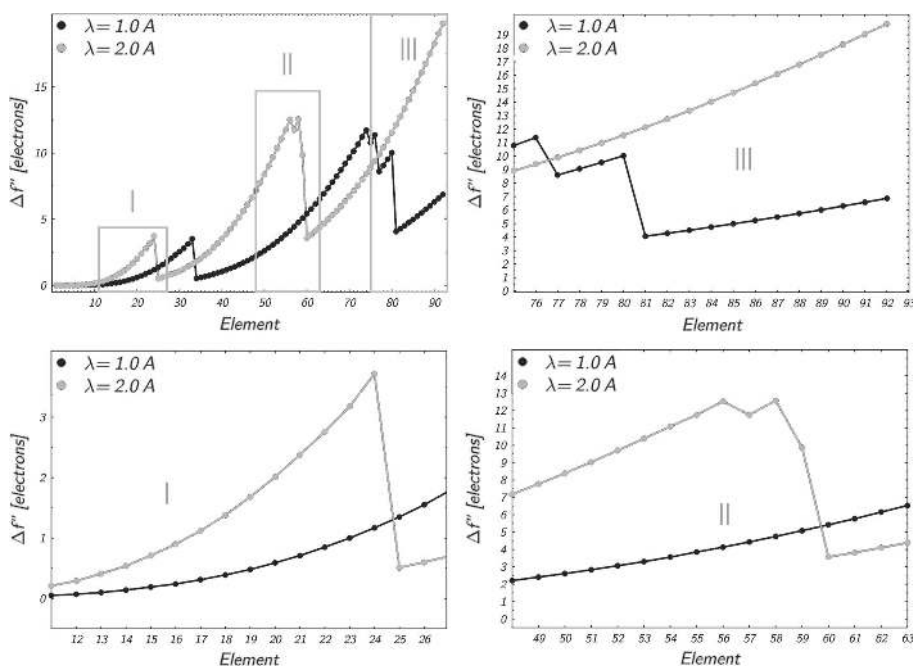 λ= 1.0 A
λ= 2.0 A
I
II
III
Δf" [electrons]
15
10
5
0
10 20 30 40 50 60 70 80 90
Element
λ= 1.0 A
λ= 2.0 A
III
Δf" [electrons]
19
18
17
16
15
14
13
12
11
10
9
8
7
6
5
4
3
2
1
0
76 77 78 79 80 81 82 83 84 85 86 87 88 89 90 91 92 93
Element
λ= 1.0 A
λ= 2.0 A
I
Δf" [electrons]
3
2
1
0
12 13 14 15 16 17 18 19 20 21 22 23 24 25 26
Element
λ= 1.0 A
λ= 2.0 A
II
Δf" [electrons]
14
13
12
11
10
9
8
7
6
5
4
3
2
1
0
49 50 51 52 53 54 55 56 57 58 59 60 61 62 63
Element